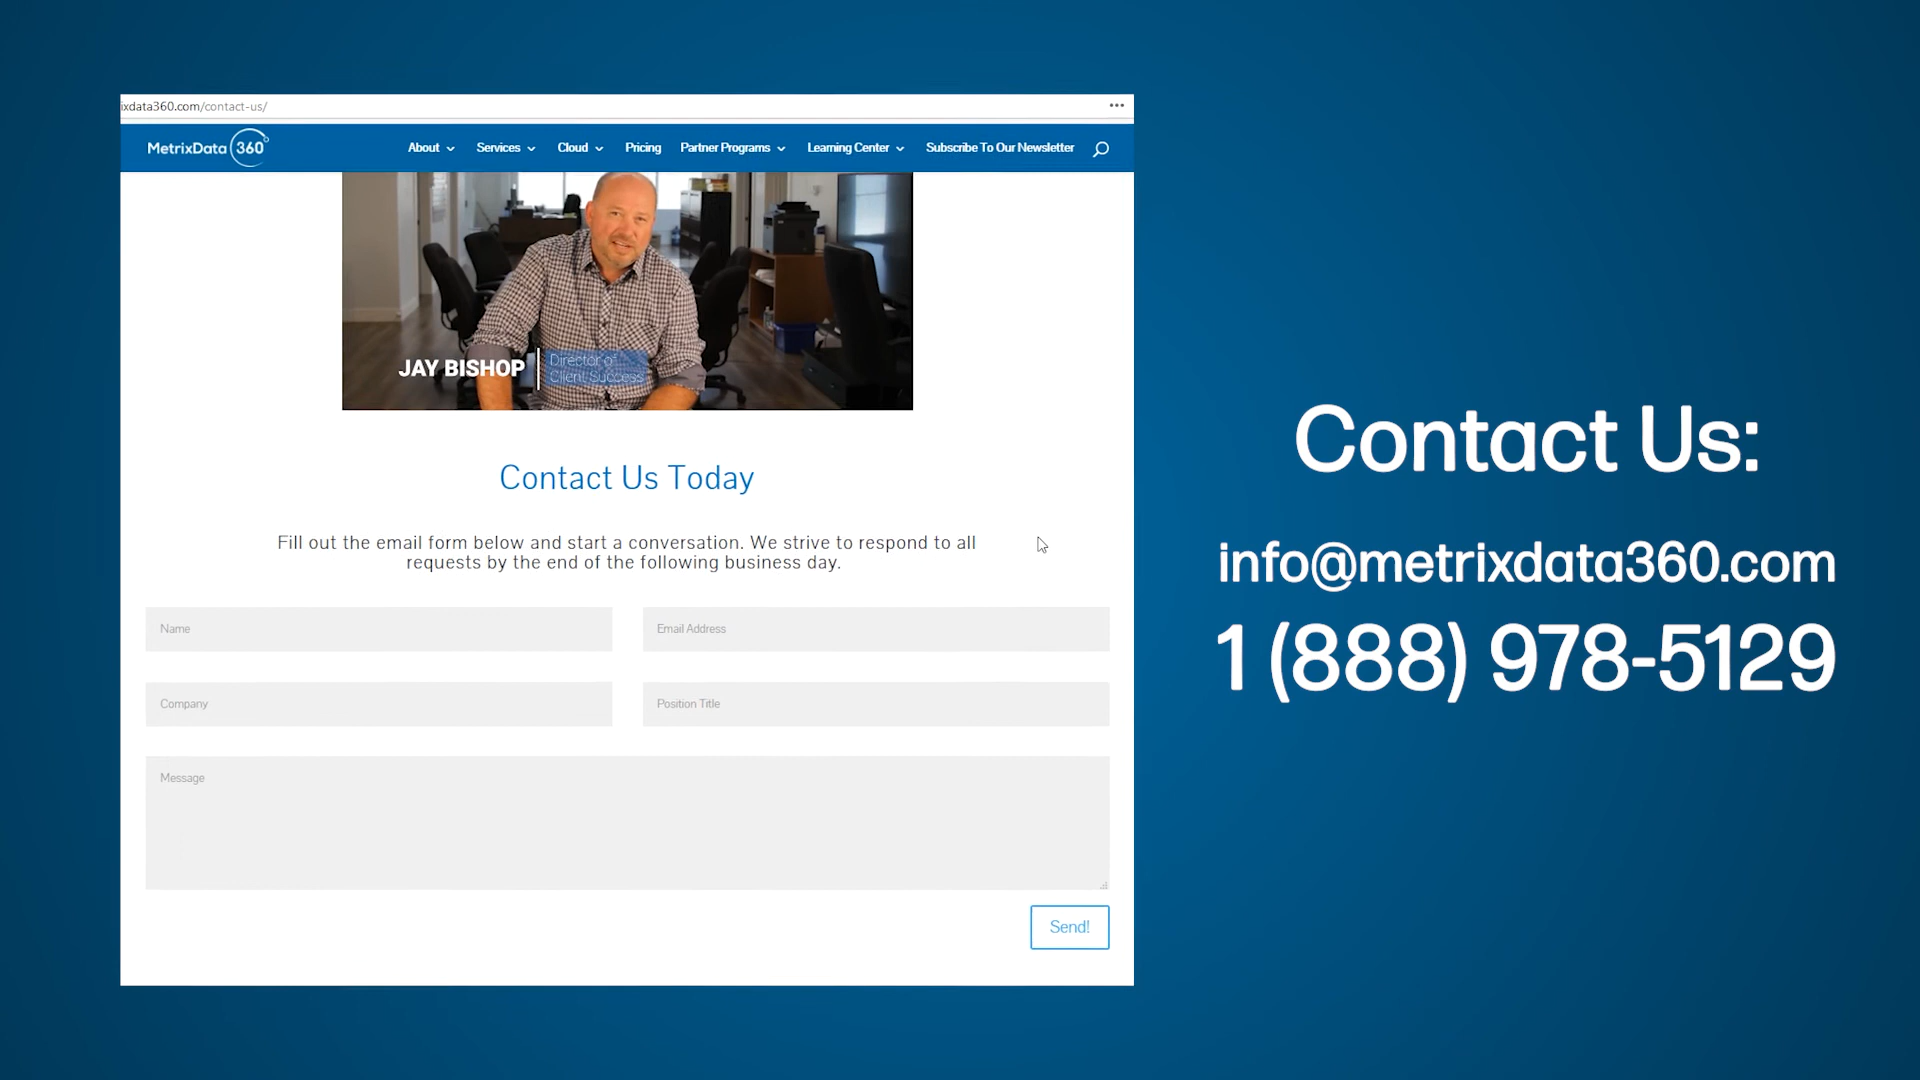 ixdata360.com/contact-us/
MetrixData 360
About Services Cloud Pricing Partner Programs Learning Center Subscribe To Our Newsletter
JAY BISHOP
Director of
Client Success
Contact Us Today
Fill out the email form below and start a conversation. We strive to respond to all
requests by the end of the following business day.
Name
Email Address
Company
Position Title
Message
Send!
Contact Us:
info@metrixdata360.com
1 (888) 978-5129